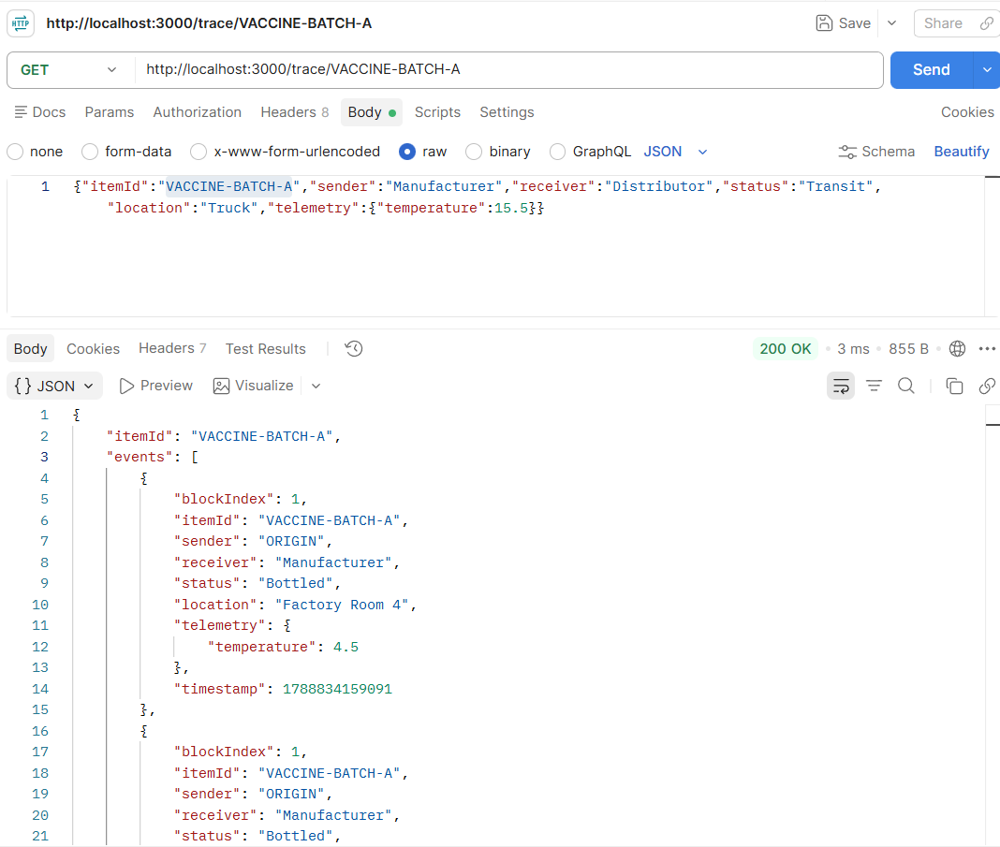 HTTP http://localhost:3000/trace/VACCINE-BATCH-A Save Share
GET http://localhost:3000/trace/VACCINE-BATCH-A Send
Docs Params Authorization Headers 8 Body Scripts Settings Cookies
none form-data x-www-form-urlencoded raw binary GraphQL JSON Schema Beautify
1 {"itemId":"VACCINE-BATCH-A","sender":"Manufacturer","receiver":"Distributor","status":"Transit",
"location":"Truck","telemetry":{"temperature":15.5}}
Body Cookies Headers 7 Test Results 200 OK • 3 ms • 855 B
{} JSON Preview Visualize
1 {
2 "itemId": "VACCINE-BATCH-A",
3 "events": [
4 {
5 "blockIndex": 1,
6 "itemId": "VACCINE-BATCH-A",
7 "sender": "ORIGIN",
8 "receiver": "Manufacturer",
9 "status": "Bottled",
10 "location": "Factory Room 4",
11 "telemetry": {
12 "temperature": 4.5
13 },
14 "timestamp": 1788834159091
15 },
16 {
17 "blockIndex": 1,
18 "itemId": "VACCINE-BATCH-A",
19 "sender": "ORIGIN",
20 "receiver": "Manufacturer",
21 "status": "Bottled",